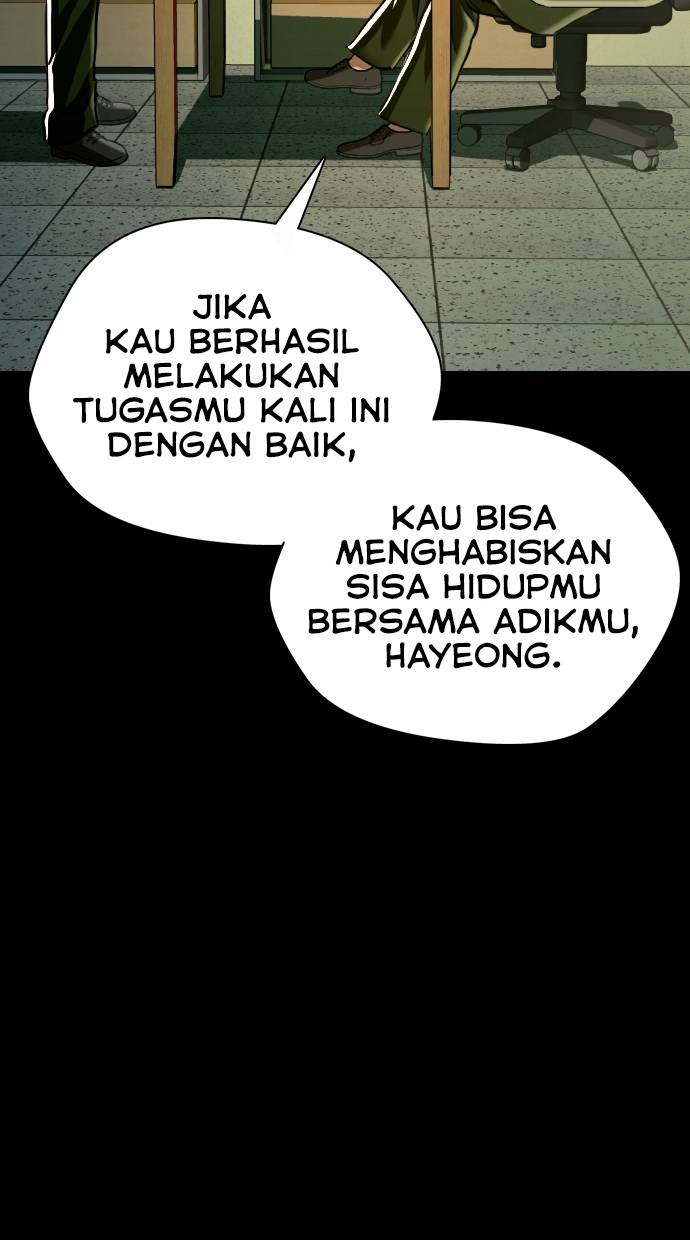 JIKA
KAU BERHASIL
MELAKUKAN
TUGASMU KALI INI
DENGAN BAIK,
KAU BISA
MENGHABISKAN
SISA HIDUPMU
BERSAMA ADIKMU,
HAYEONG.